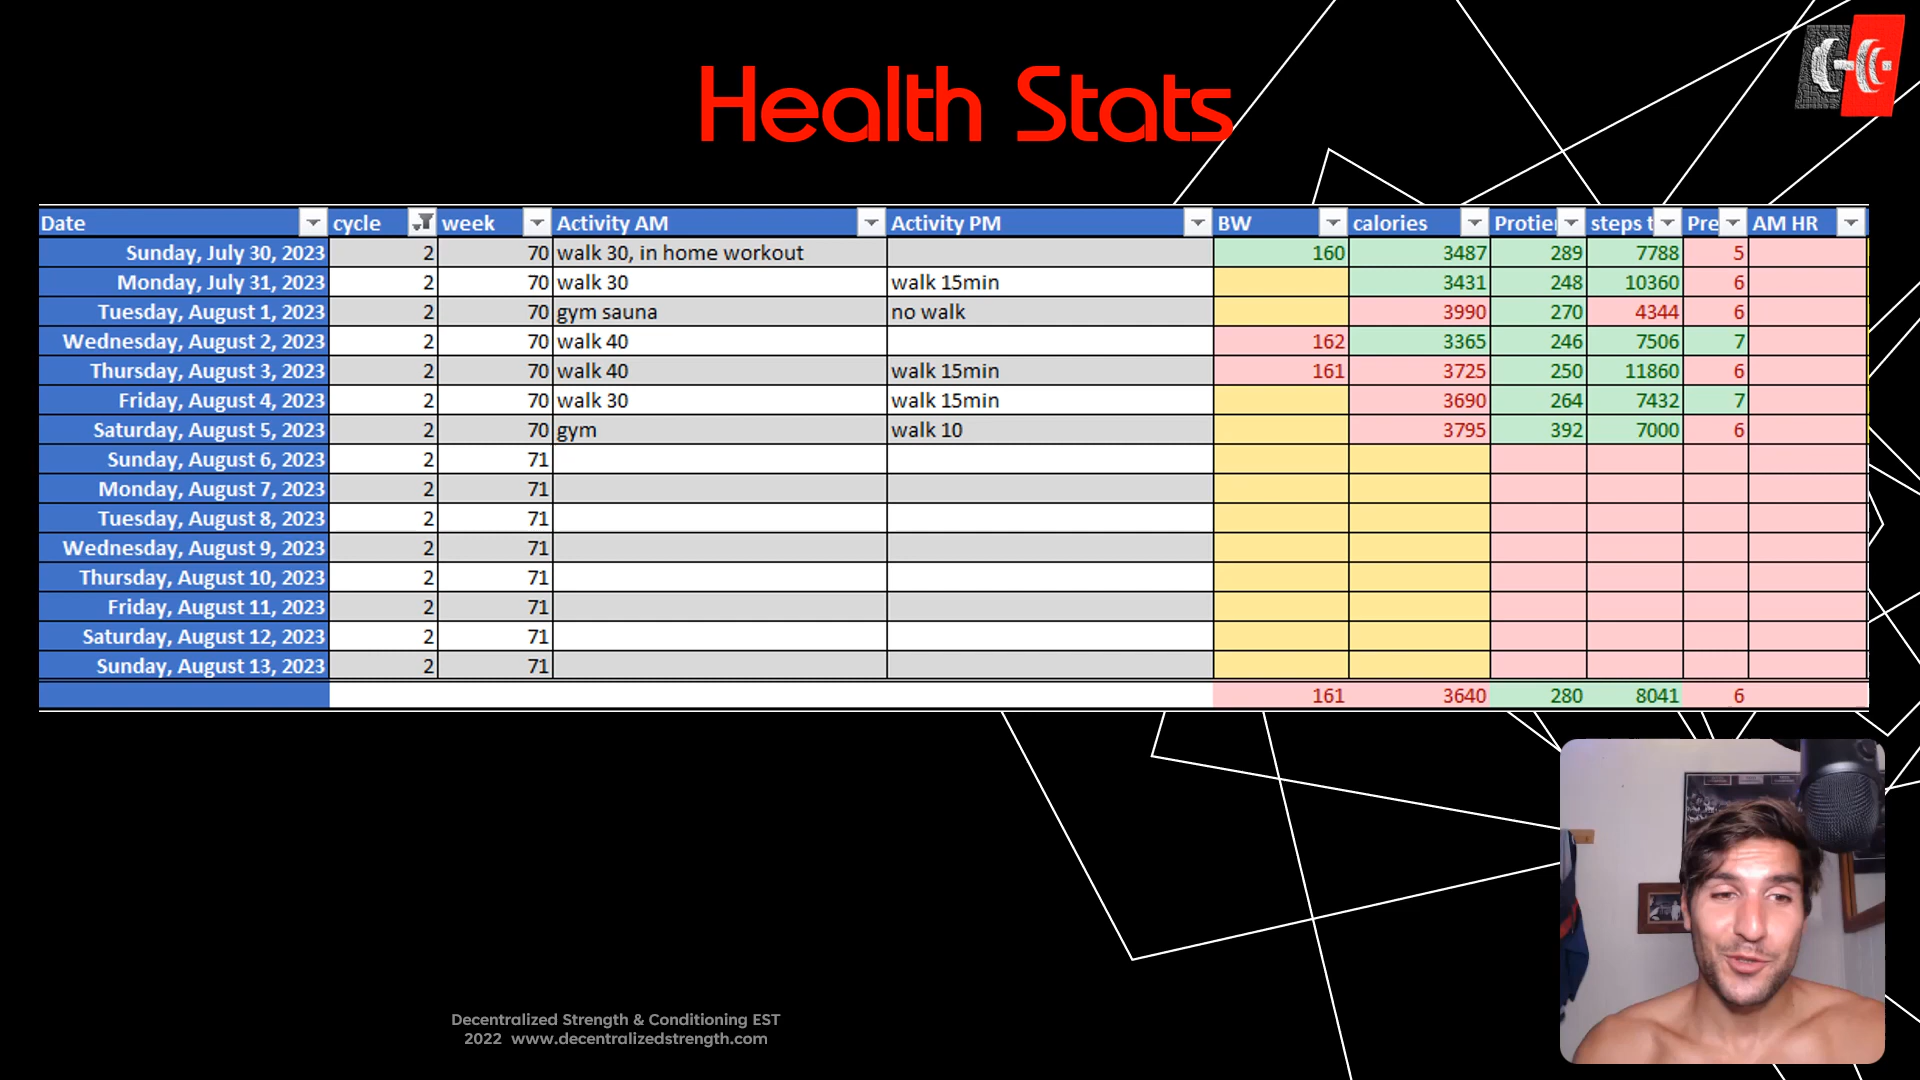 Health Stats
Date cycle week Activity AM Activity PM BW calories Protier steps t Pre AM HR
Sunday, July 30, 2023 2 70 walk 30, in home workout 160 3487 289 7788 5
Monday, July 31, 2023 2 70 walk 30 walk 15min 3431 248 10360 6
Tuesday, August 1, 2023 2 70 gym sauna no walk 3990 270 4344 6
Wednesday, August 2, 2023 2 70 walk 40 162 3365 246 7506 7
Thursday, August 3, 2023 2 70 walk 40 walk 15min 161 3725 250 11860 6
Friday, August 4, 2023 2 70 walk 30 walk 15min 3690 264 7432 7
Saturday, August 5, 2023 2 70 gym walk 10 3795 392 7000 6
Sunday, August 6, 2023 2 71
Monday, August 7, 2023 2 71
Tuesday, August 8, 2023 2 71
Wednesday, August 9, 2023 2 71
Thursday, August 10, 2023 2 71
Friday, August 11, 2023 2 71
Saturday, August 12, 2023 2 71
Sunday, August 13, 2023 2 71
161 3640 280 8041 6
Decentralized Strength & Conditioning EST
2022 www.decentralizedstrength.com